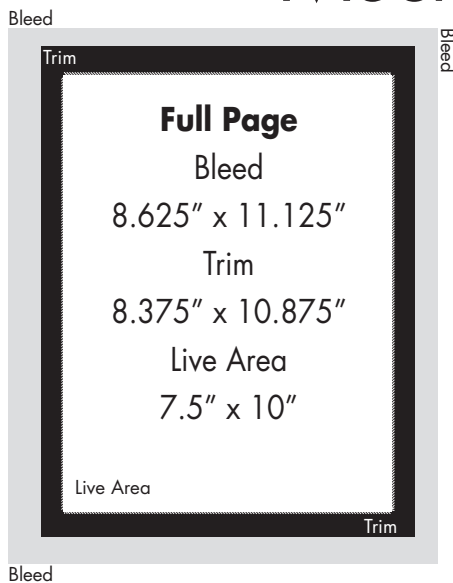 Bleed
Bleed
Trim
Full Page
Bleed
8.625” x 11.125”
Trim
8.375” x 10.875”
Live Area
7.5” x 10”
Live Area
Trim
Bleed